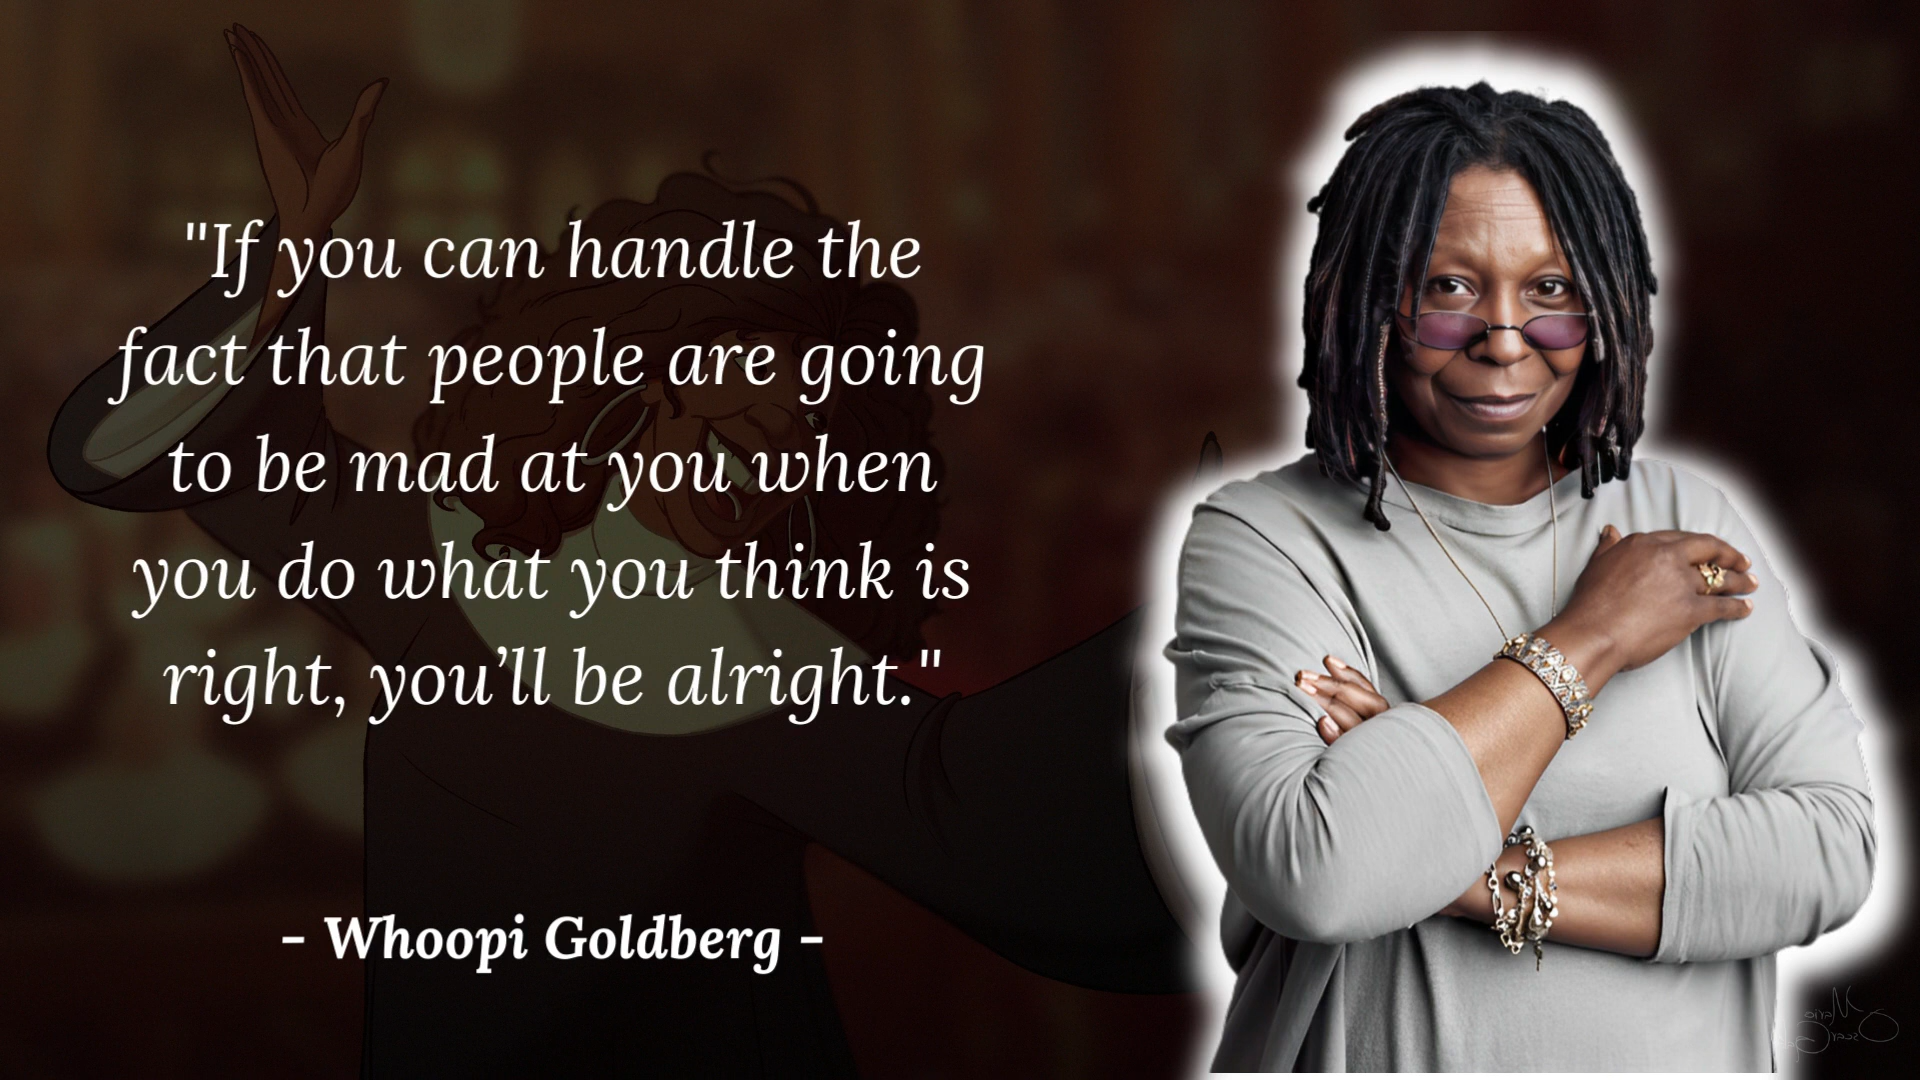 "If you can handle the
fact that people are going
to be mad at you when
you do what you think is
right, you’ll be alright."
- Whoopi Goldberg -